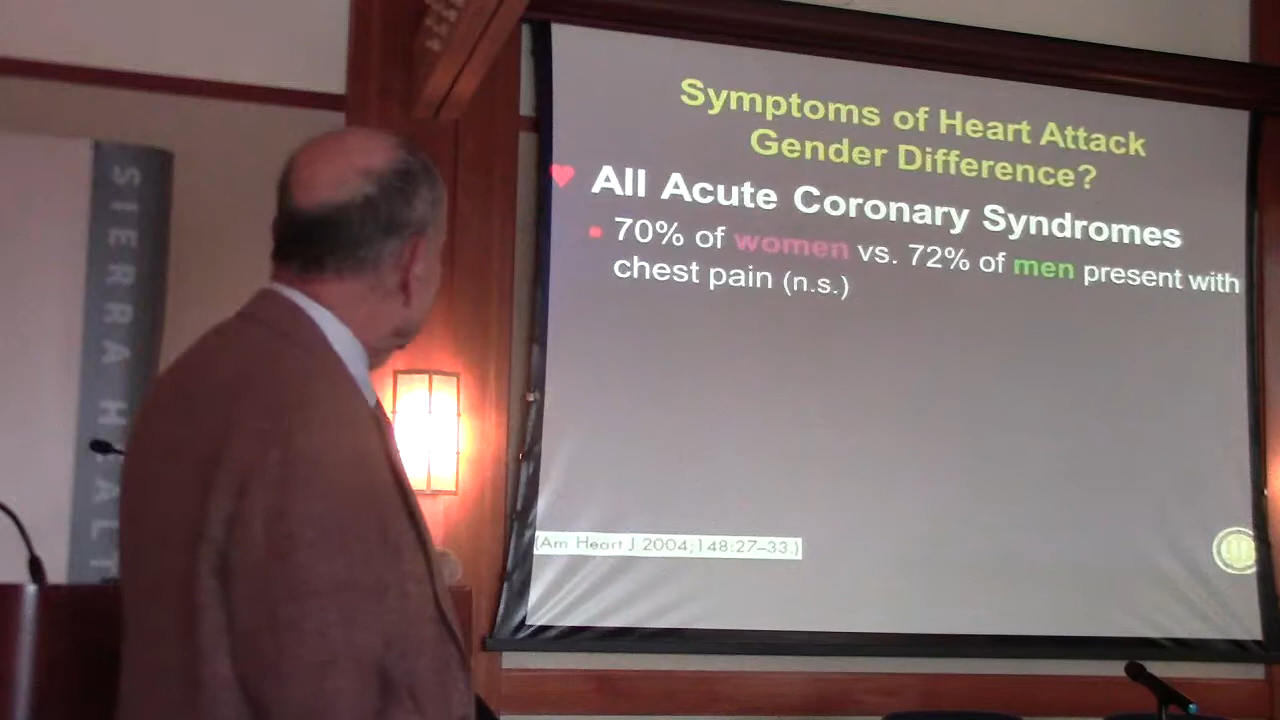 SIERRA HEALT
Symptoms of Heart Attack
Gender Difference?
All Acute Coronary Syndromes
70% of women vs. 72% of men present with
chest pain (n.s.)
(Am Heart J 2004;148:27–33.)